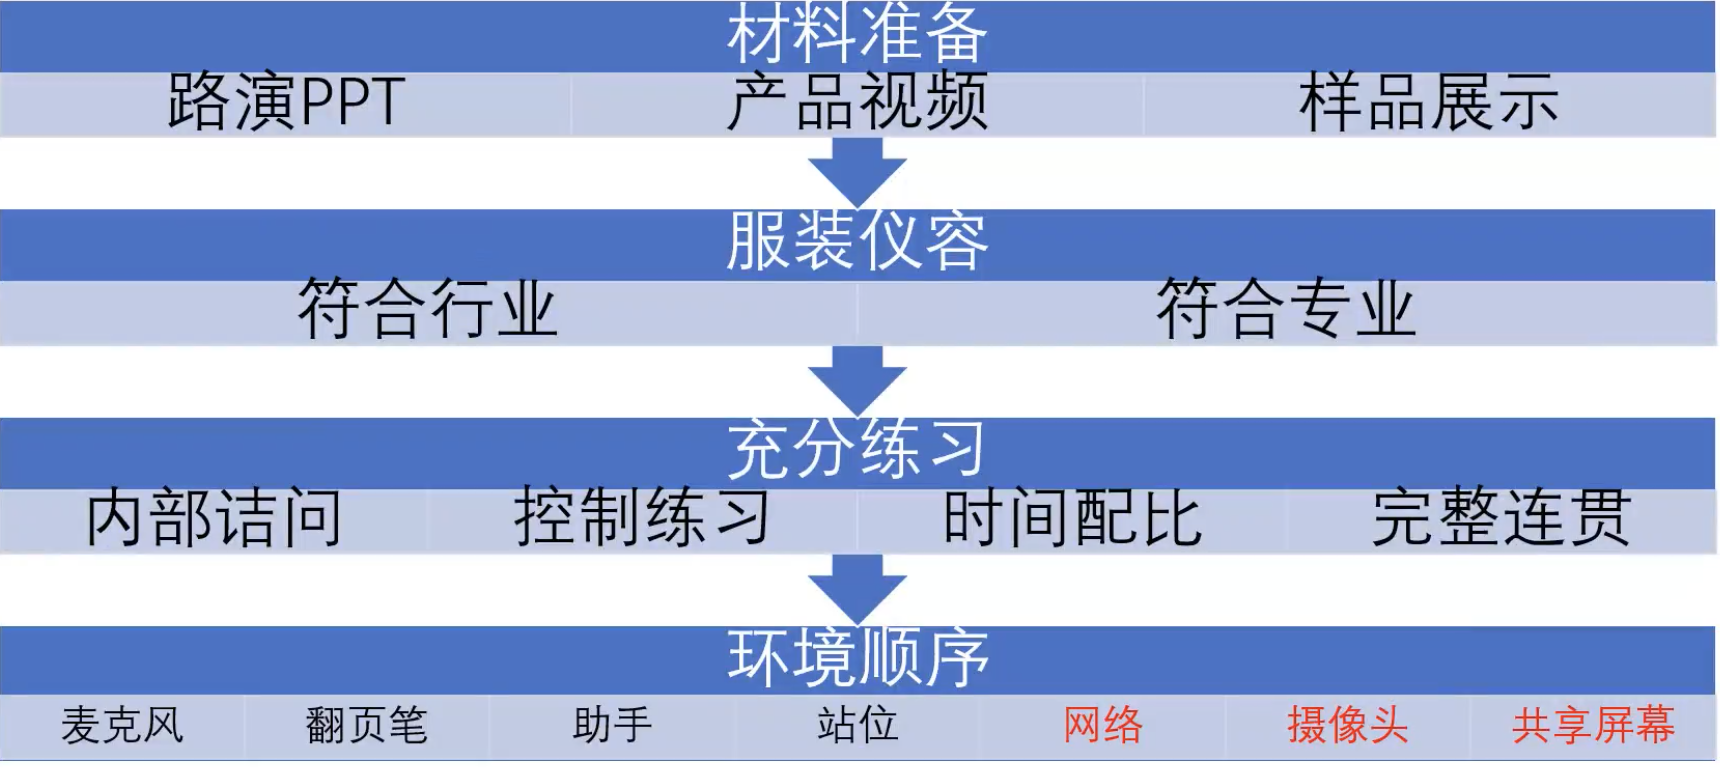 材料准备
路演PPT 产品视频 样品展示
服装仪容
符合行业 符合专业
充分练习
内部诘问 控制练习 时间配比 完整连贯
环境顺序
麦克风 翻页笔 助手 站位 网络 摄像头 共享屏幕